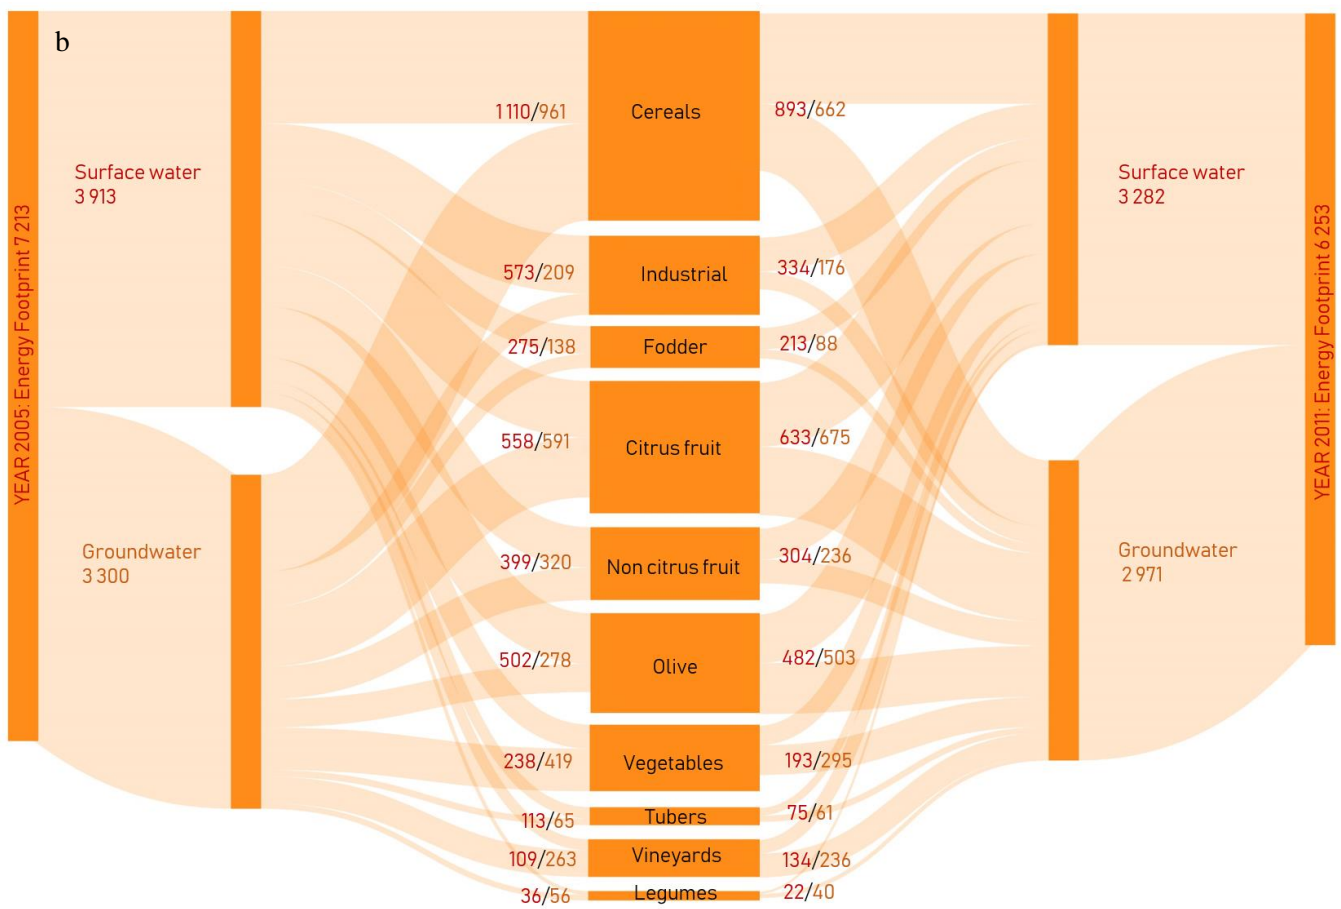 b
YEAR 2005: Energy Footprint 7 213
Surface water
3 913
Groundwater
3 300
1 110/961
Cereals
893/662
573/209
Industrial
334/176
275/138
Fodder
213/88
558/591
Citrus fruit
633/675
399/320
Non citrus fruit
304/236
502/278
Olive
482/503
238/419
Vegetables
193/295
113/65
Tubers
75/61
109/263
Vineyards
134/236
36/56
Legumes
22/40
Surface water
3 282
Groundwater
2 971
YEAR 2011: Energy Footprint 6 253